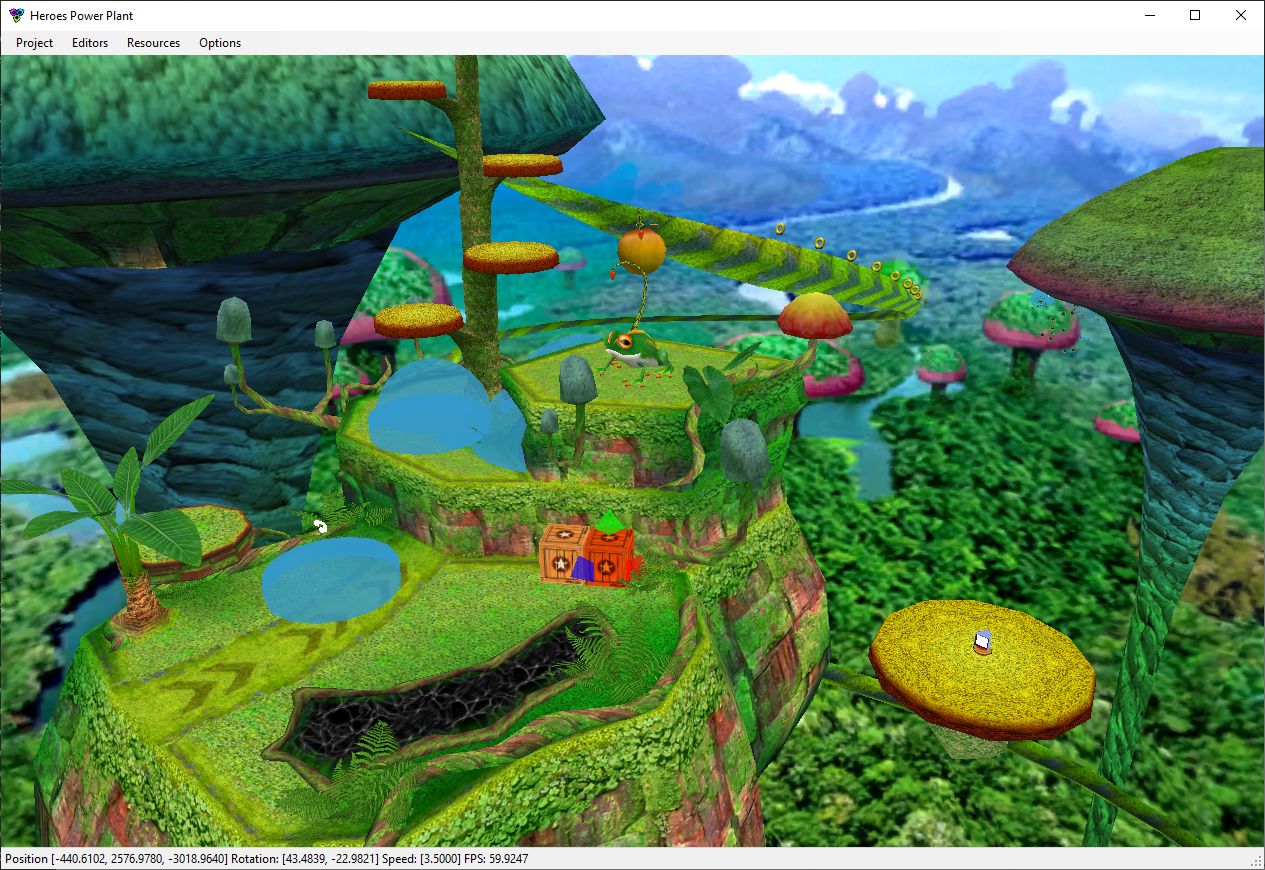 Heroes Power Plant
Project Editors Resources Options
Position [-440.6102, 2576.9780, -3018.9640] Rotation: [43.4839, -22.9821] Speed: [3.5000] FPS: 59.9247